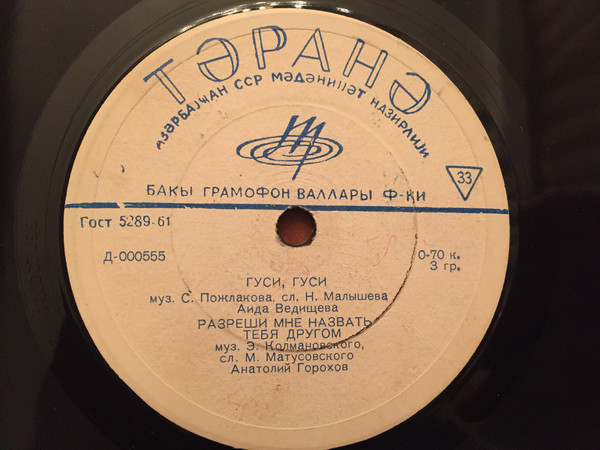 ТӘРАНӘ
АЗӘРБАЈҸАН ССР МӘДӘНИЈЈӘТ НАЗИРЛИЈИ
БАКЫ ГРАМОФОН ВАЛЛАРЫ Ф-КИ
33
Гост 5289-61
Д-000555
0-70 к.
3 гр.
ГУСИ, ГУСИ
муз. С. Пожлакова, сл. Н. Малышева
Аида Ведищева
РАЗРЕШИ МНЕ НАЗВАТЬ
ТЕБЯ ДРУГОМ
муз. Э. Колмановского,
сл. М. Матусовского
Анатолий Горохов